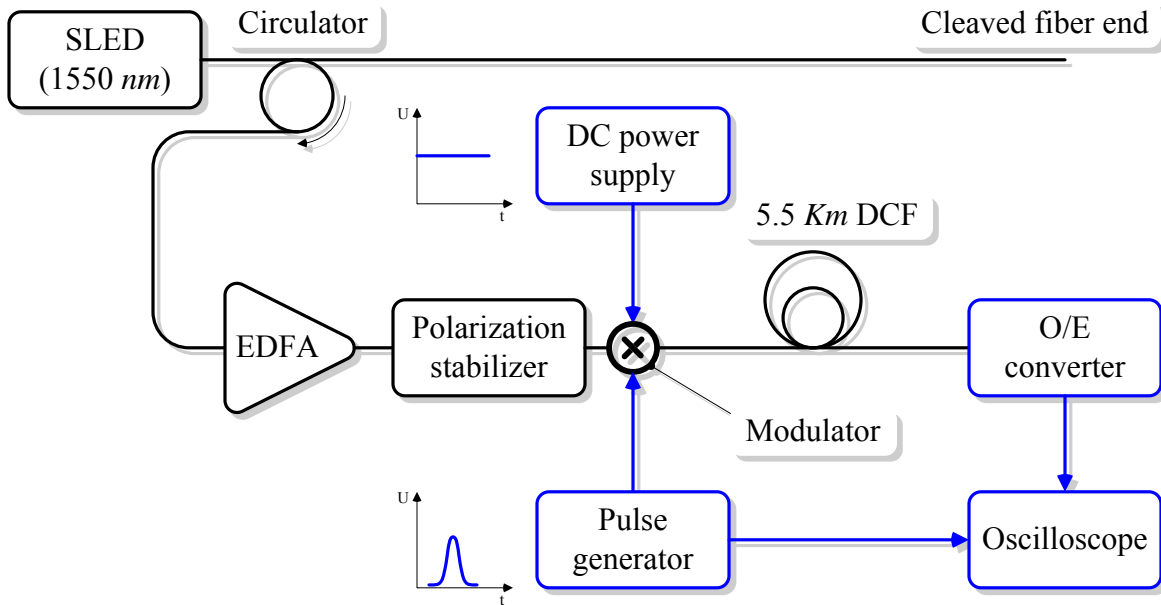 SLED
(1550 nm)
Circulator
Cleaved fiber end
U
t
DC power
supply
5.5 Km DCF
EDFA
Polarization
stabilizer
O/E
converter
Modulator
U
t
Pulse
generator
Oscilloscope